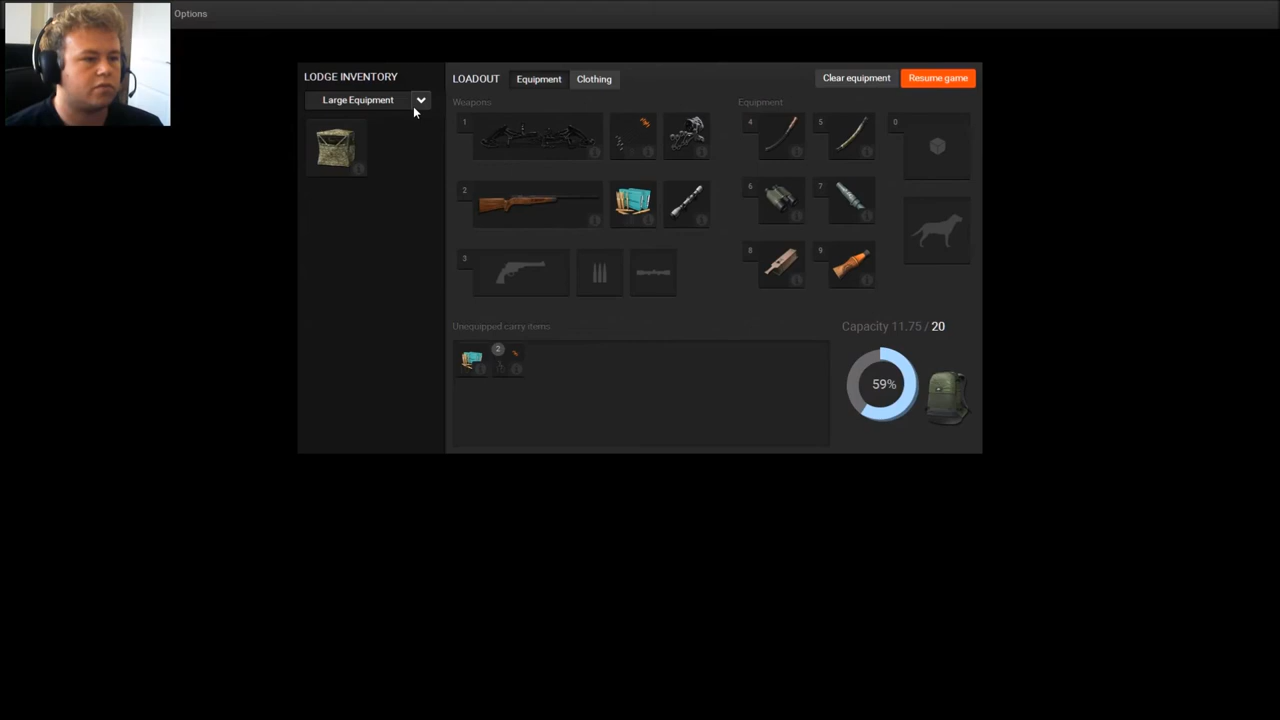 Options
LODGE INVENTORY
Large Equipment
LOADOUT Equipment Clothing
Clear equipment Resume game
Weapons
Equipment
1
4
5
0
2
6
7
3
8
9
Unequipped carry items
2
Capacity 11.75 / 20
59%